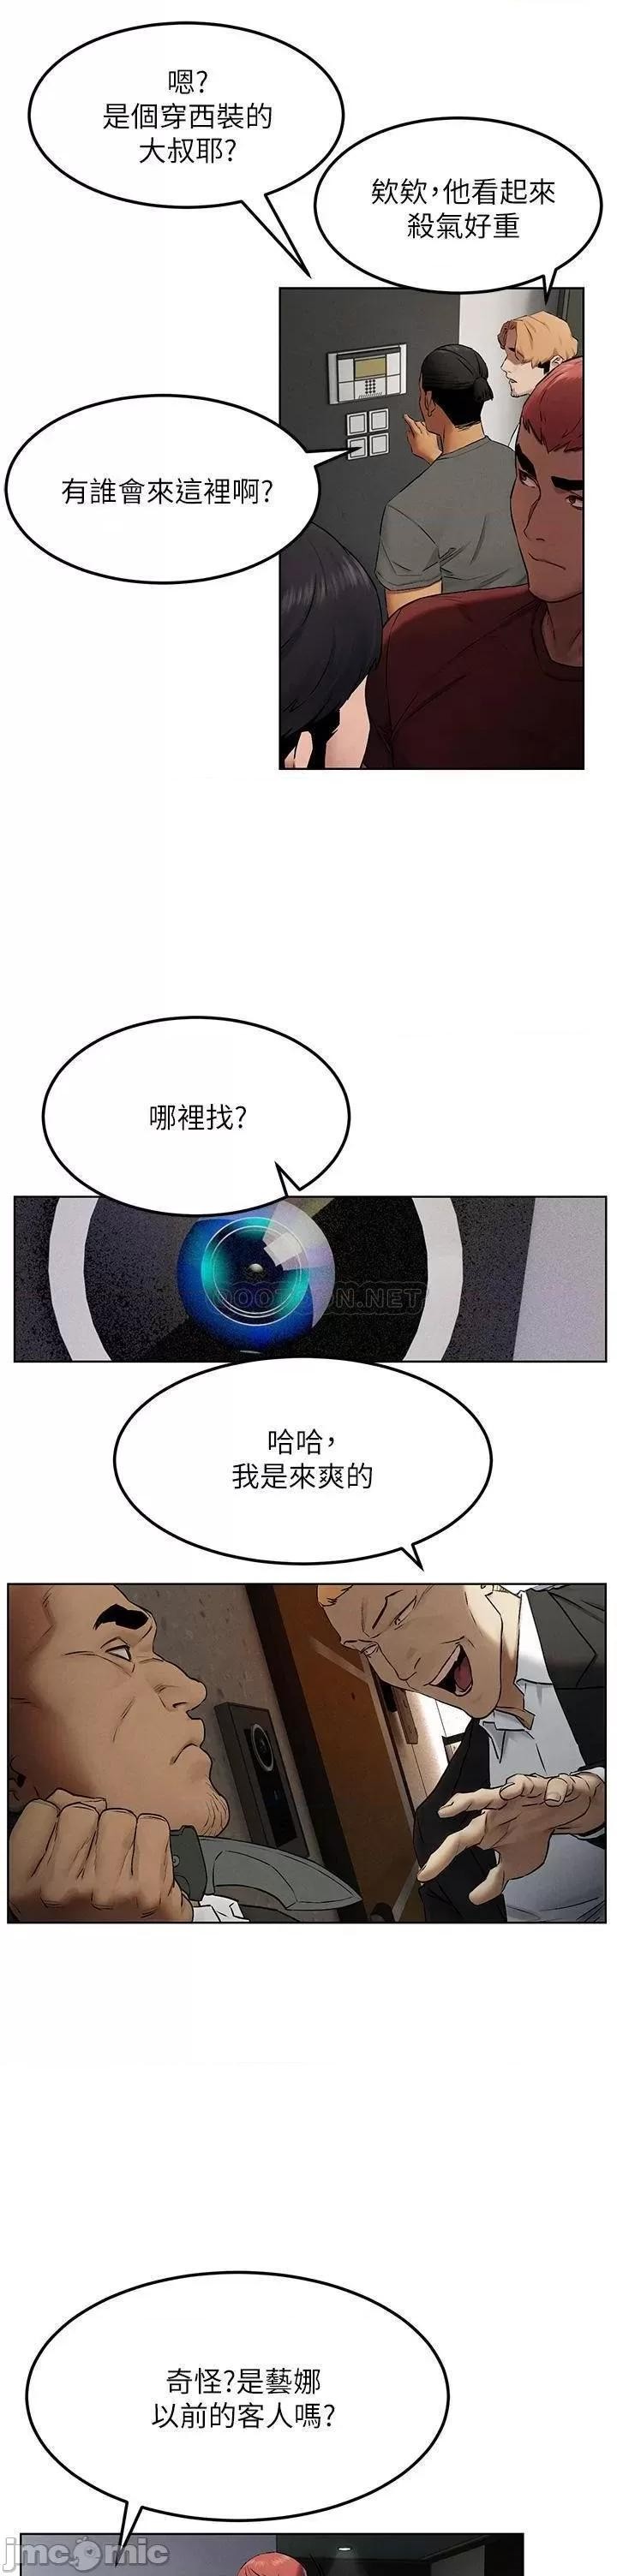 嗯?
是個穿西裝的
大叔耶?
欸欸，他看起來
殺氣好重
有誰會來這裡啊?
哪裡找?
TOON.NET
哈哈，
我是來爽的
奇怪?是藝娜
以前的客人嗎?
jmcomic